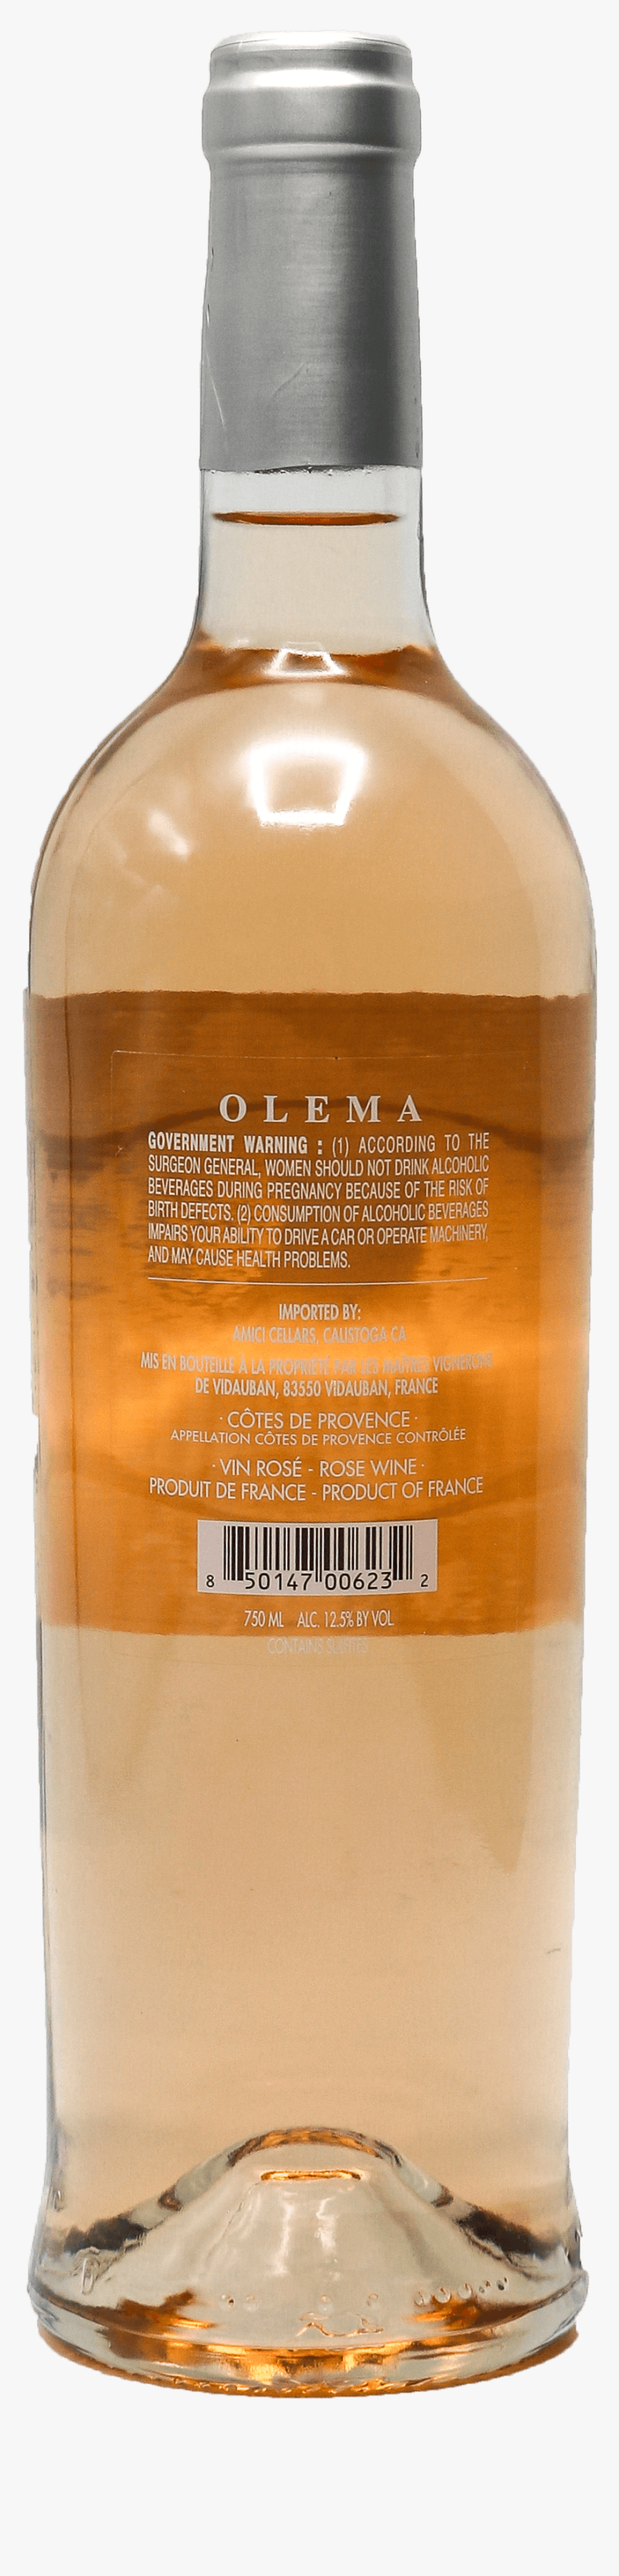 OLEMA
GOVERNMENT WARNING : (1) ACCORDING TO THE
SURGEON GENERAL, WOMEN SHOULD NOT DRINK ALCOHOLIC
BEVERAGES DURING PREGNANCY BECAUSE OF THE RISK OF
BIRTH DEFECTS. (2) CONSUMPTION OF ALCOHOLIC BEVERAGES
IMPAIRS YOUR ABILITY TO DRIVE A CAR OR OPERATE MACHINERY,
AND MAY CAUSE HEALTH PROBLEMS.
IMPORTED BY:
AMICI CELLARS, CALISTOGA CA
MIS EN BOUTEILLE À LA PROPRIÉTÉ PAR LES MAÎTRES VIGNERONS
DE VIDAUBAN, 83550 VIDAUBAN, FRANCE
· CÔTES DE PROVENCE ·
APPELLATION CÔTES DE PROVENCE CONTRÔLÉE
· VIN ROSÉ - ROSE WINE ·
PRODUIT DE FRANCE - PRODUCT OF FRANCE
8 50147 00623 2
750 ML ALC. 12.5% BY VOL.
CONTAINS SULFITES